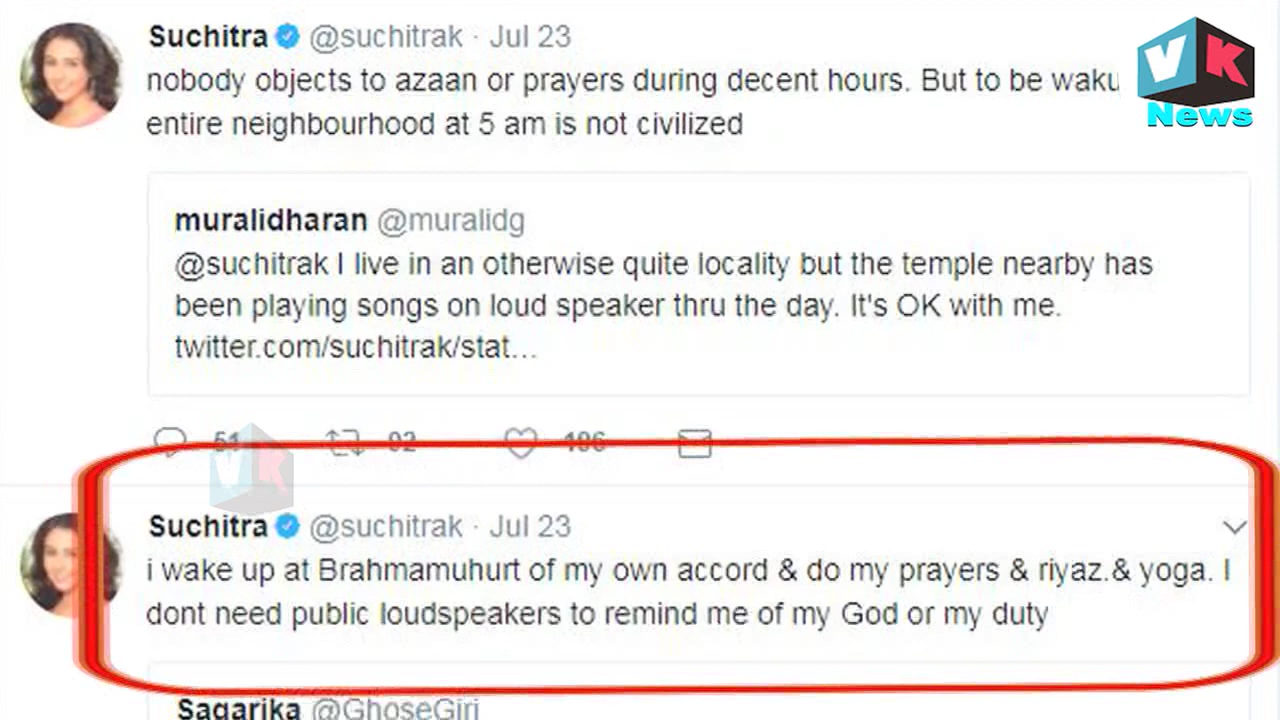 Suchitra @suchitrak · Jul 23
nobody objects to azaan or prayers during decent hours. But to be waku
entire neighbourhood at 5 am is not civilized
VK
News
muralidharan @muralidg
@suchitrak I live in an otherwise quite locality but the temple nearby has
been playing songs on loud speaker thru the day. It's OK with me.
twitter.com/suchitrak/stat...
51 92 186
VK
Suchitra @suchitrak · Jul 23
i wake up at Brahmamuhurt of my own accord & do my prayers & riyaz.& yoga. I
dont need public loudspeakers to remind me of my God or my duty
Sagarika @GhoseGiri